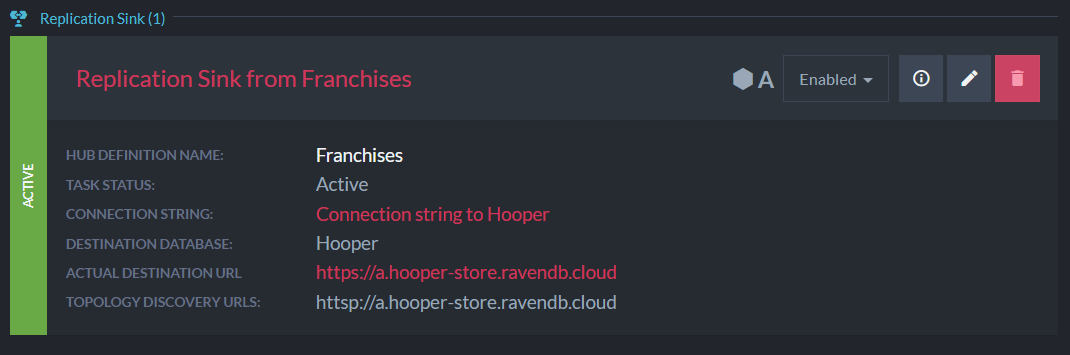 Replication Sink (1)
ACTIVE
Replication Sink from Franchises
A
Enabled
HUB DEFINITION NAME: Franchises
TASK STATUS: Active
CONNECTION STRING: Connection string to Hooper
DESTINATION DATABASE: Hooper
ACTUAL DESTINATION URL https://a.hooper-store.ravendb.cloud
TOPOLOGY DISCOVERY URLS: httsp://a.hooper-store.ravendb.cloud